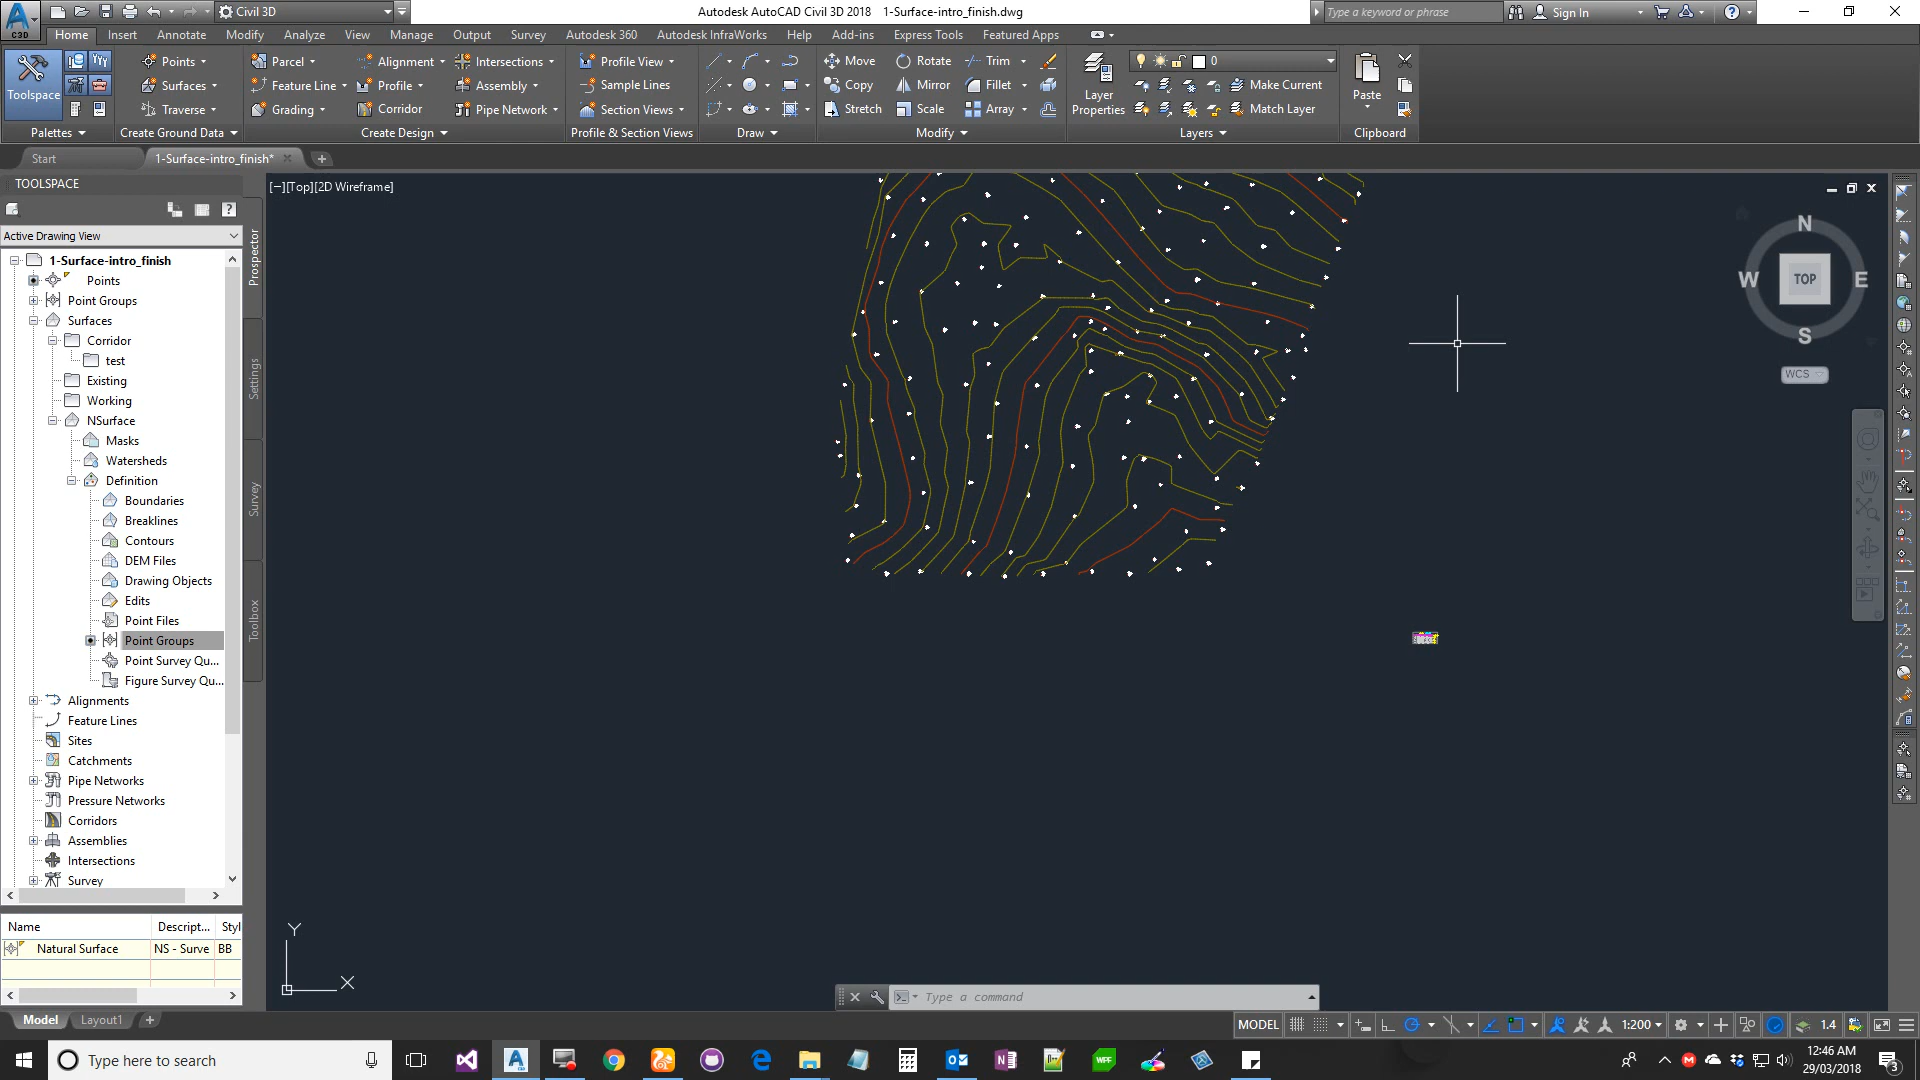 Civil 3D
Autodesk AutoCAD Civil 3D 2018 1-Surface-intro_finish.dwg
Type a keyword or phrase
Sign In
C3D
Home Insert Annotate Modify Analyze View Manage Output Survey Autodesk 360 Autodesk InfraWorks Help Add-ins Express Tools Featured Apps
Points Parcel Alignment Intersections Profile View Move Rotate Trim 0
Toolspace Surfaces Feature Line Profile Assembly Sample Lines Copy Mirror Fillet Layer Properties Make Current Paste
Traverse Grading Corridor Pipe Network Section Views Stretch Scale Array Match Layer
Palettes Create Ground Data Create Design Profile & Section Views Draw Modify Layers Clipboard
Start 1-Surface-intro_finish*
TOOLSPACE
[−][Top][2D Wireframe]
Active Drawing View
1-Surface-intro_finish
Points
Point Groups
Surfaces
Corridor
test
Existing
Working
NSurface
Masks
Watersheds
Definition
Boundaries
Breaklines
Contours
DEM Files
Drawing Objects
Edits
Point Files
Point Groups
Point Survey Qu...
Figure Survey Qu...
Alignments
Feature Lines
Sites
Catchments
Pipe Networks
Pressure Networks
Corridors
Assemblies
Intersections
Survey
Prospector
Settings
Survey
Toolbox
N
W TOP E
S
WCS
Name Descript... Styl
Natural Surface NS - Surve BB
Y
X
Type a command
Model Layout1
MODEL 1:200 1.4
Type here to search
12:46 AM
29/03/2018
3